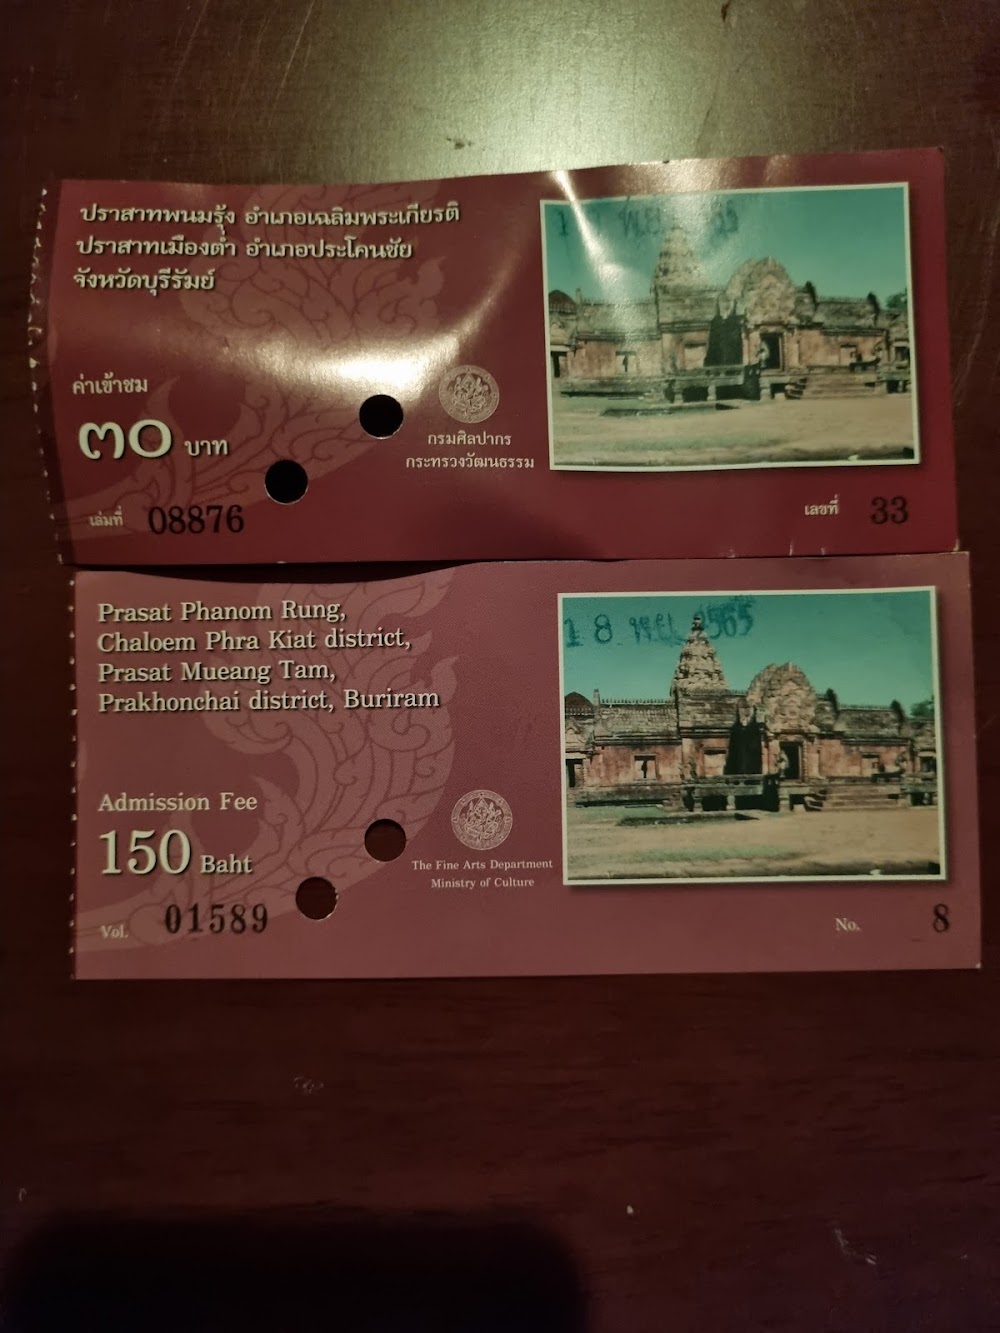 ปราสาทพนมรุ้ง อำเภอเฉลิมพระเกียรติ
ปราสาทเมืองต่ำ อำเภอประโคนชัย
จังหวัดบุรีรัมย์
ค่าเข้าชม
๓๐ บาท
กรมศิลปากร
กระทรวงวัฒนธรรม
เล่มที่ 08876
เลขที่ 33
Prasat Phanom Rung,
Chaloem Phra Kiat district,
Prasat Mueang Tam,
Prakhonchai district, Buriram
18 พ.ย. 2565
Admission Fee
150 Baht
The Fine Arts Department
Ministry of Culture
Vol. 01589
No. 8